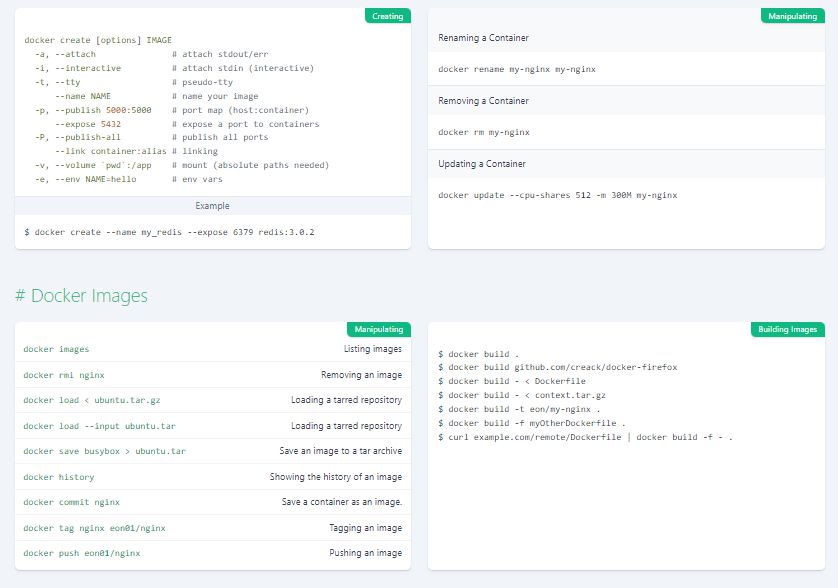 Creating
docker create [options] IMAGE
-a, --attach # attach stdout/err
-i, --interactive # attach stdin (interactive)
-t, --tty # pseudo-tty
--name NAME # name your image
-p, --publish 5000:5000 # port map (host:container)
--expose 5432 # expose a port to containers
-P, --publish-all # publish all ports
--link container:alias # linking
-v, --volume `pwd`:/app # mount (absolute paths needed)
-e, --env NAME=hello # env vars
Example
$ docker create --name my_redis --expose 6379 redis:3.0.2
Manipulating
Renaming a Container
docker rename my-nginx my-nginx
Removing a Container
docker rm my-nginx
Updating a Container
docker update --cpu-shares 512 -m 300M my-nginx
# Docker Images
Manipulating
docker images Listing images
docker rmi nginx Removing an image
docker load < ubuntu.tar.gz Loading a tarred repository
docker load --input ubuntu.tar Loading a tarred repository
docker save busybox > ubuntu.tar Save an image to a tar archive
docker history Showing the history of an image
docker commit nginx Save a container as an image.
docker tag nginx eon01/nginx Tagging an image
docker push eon01/nginx Pushing an image
Building Images
$ docker build .
$ docker build github.com/creack/docker-firefox
$ docker build - < Dockerfile
$ docker build - < context.tar.gz
$ docker build -t eon/my-nginx .
$ docker build -f myOtherDockerfile .
$ curl example.com/remote/Dockerfile | docker build -f - .